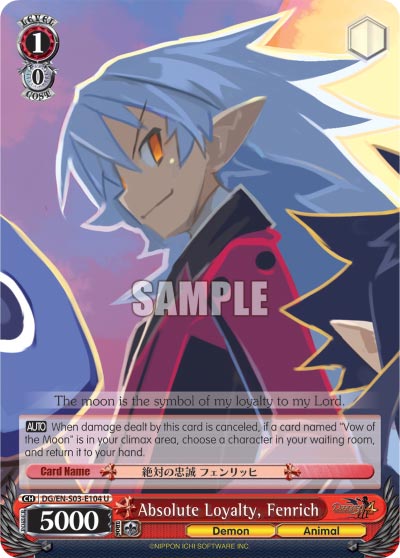 LEVEL
1
0
COST
SAMPLE
The moon is the symbol of my loyalty to my Lord.
AUTO When damage dealt by this card is canceled, if a card named "Vow of
the Moon" is in your climax area, choose a character in your waiting room,
and return it to your hand.
Card Name 絶対の忠誠 フェンリッヒ
CH DG/EN-S03-E104 U
POWER 5000 Absolute Loyalty, Fenrich
Demon Animal
©NIPPON ICHI SOFTWARE INC.